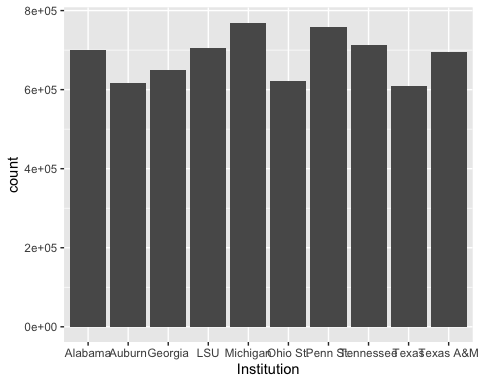 8e+05
6e+05
4e+05
2e+05
0e+00
count
Alabama Auburn Georgia LSU Michigan Ohio St. Penn St. Tennessee Texas Texas A&M
Institution